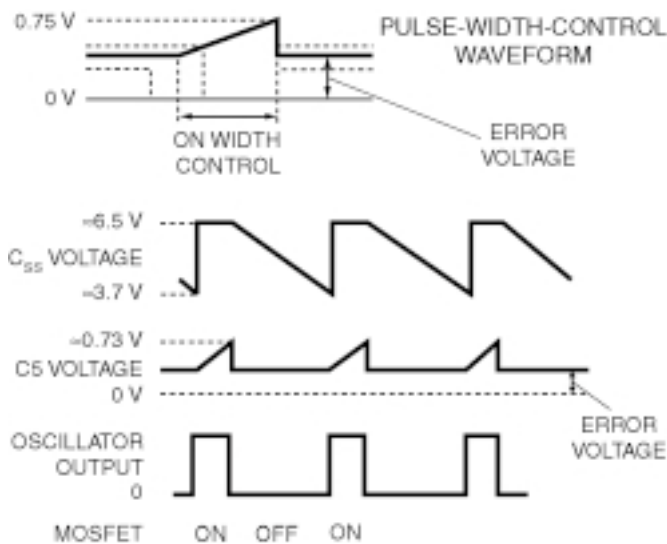 0.75 V
PULSE-WIDTH-CONTROL
WAVEFORM
0 V
ON WIDTH
CONTROL
ERROR
VOLTAGE
≈6.5 V
CSS VOLTAGE
≈3.7 V
≈0.73 V
C5 VOLTAGE
0 V
ERROR
VOLTAGE
OSCILLATOR
OUTPUT
0
MOSFET ON OFF ON